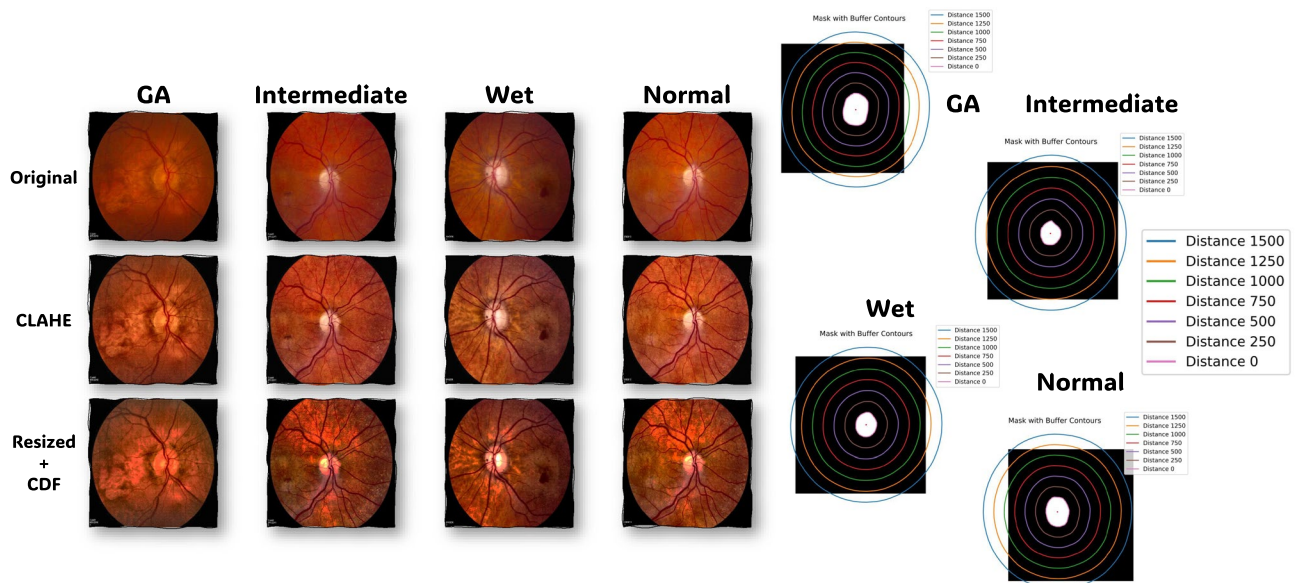 GA
Intermediate
Wet
Normal
Original
CLAHE
Resized
+
CDF
Mask with Buffer Contours
Distance 1500
Distance 1250
Distance 1000
Distance 750
Distance 500
Distance 250
Distance 0
GA
Intermediate
Mask with Buffer Contours
Distance 1500
Distance 1250
Distance 1000
Distance 750
Distance 500
Distance 250
Distance 0
Distance 1500
Distance 1250
Distance 1000
Distance 750
Distance 500
Distance 250
Distance 0
Wet
Mask with Buffer Contours
Distance 1500
Distance 1250
Distance 1000
Distance 750
Distance 500
Distance 250
Distance 0
Normal
Mask with Buffer Contours
Distance 1500
Distance 1250
Distance 1000
Distance 750
Distance 500
Distance 250
Distance 0